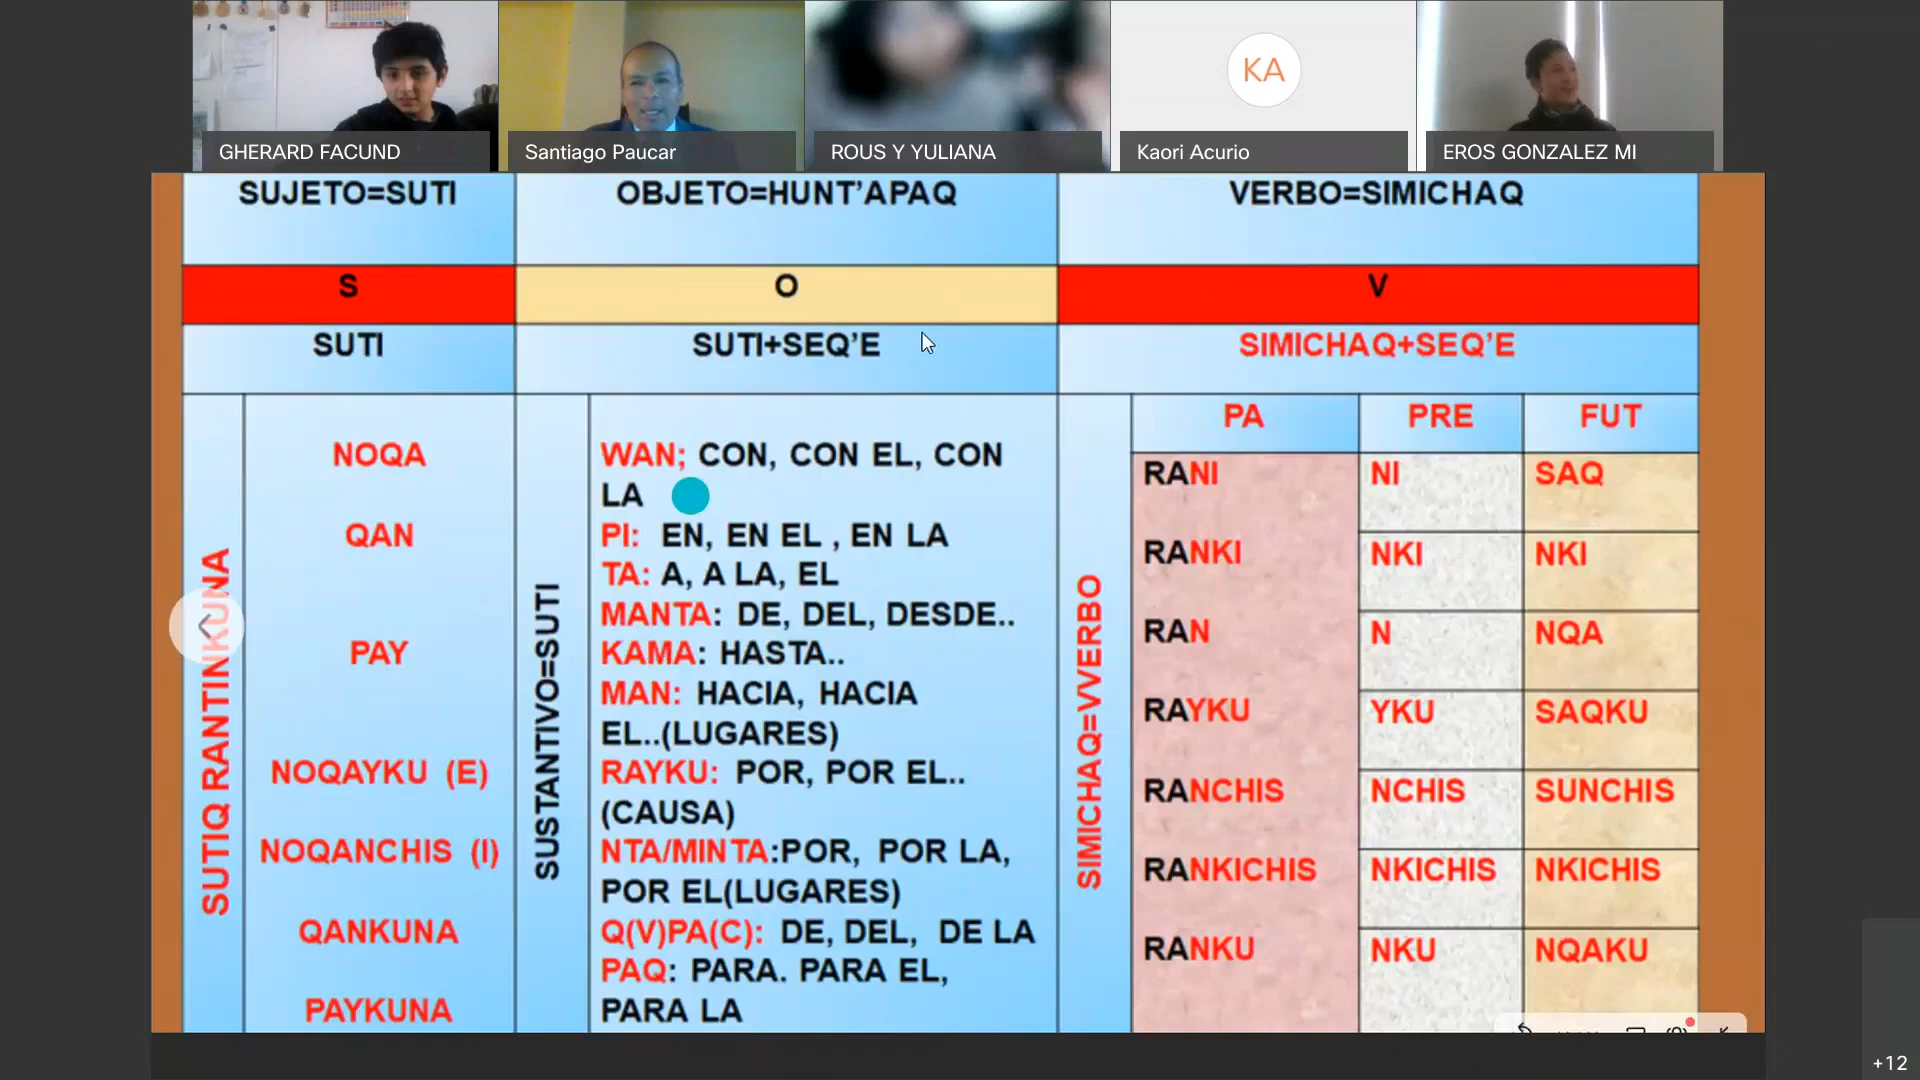 GHERARD FACUND
Santiago Paucar
ROUS Y YULIANA
KA
Kaori Acurio
EROS GONZALEZ MI
SUJETO=SUTI
OBJETO=HUNT’APAQ
VERBO=SIMICHAQ
S
O
V
SUTI
SUTI+SEQ’E
SIMICHAQ+SEQ’E
SUTIQ RANTINKUNA
NOQA
QAN
PAY
NOQAYKU (E)
NOQANCHIS (I)
QANKUNA
PAYKUNA
SUSTANTIVO=SUTI
WAN; CON, CON EL, CON
LA
PI: EN, EN EL , EN LA
TA: A, A LA, EL
MANTA: DE, DEL, DESDE..
KAMA: HASTA..
MAN: HACIA, HACIA
EL..(LUGARES)
RAYKU: POR, POR EL..
(CAUSA)
NTA/MINTA:POR, POR LA,
POR EL(LUGARES)
Q(V)PA(C): DE, DEL, DE LA
PAQ: PARA. PARA EL,
PARA LA
SIMICHAQ=VVERBO
PA PRE FUT
RANI NI SAQ
RANKI NKI NKI
RAN N NQA
RAYKU YKU SAQKU
RANCHIS NCHIS SUNCHIS
RANKICHIS NKICHIS NKICHIS
RANKU NKU NQAKU
+12